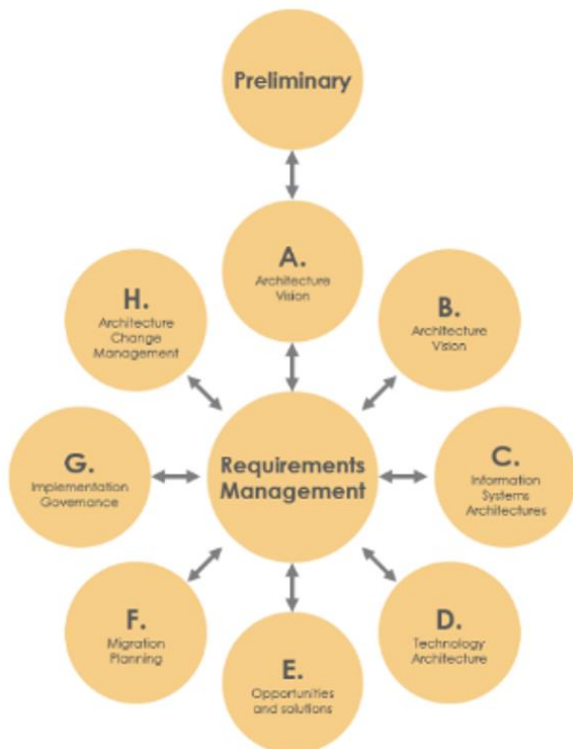 Preliminary
A.
Architecture
Vision
H.
Architecture
Change
Management
B.
Architecture
Vision
G.
Implementation
Governance
Requirements
Management
C.
Information
Systems
Architectures
F.
Migration
Planning
D.
Technology
Architecture
E.
Opportunities
and solutions